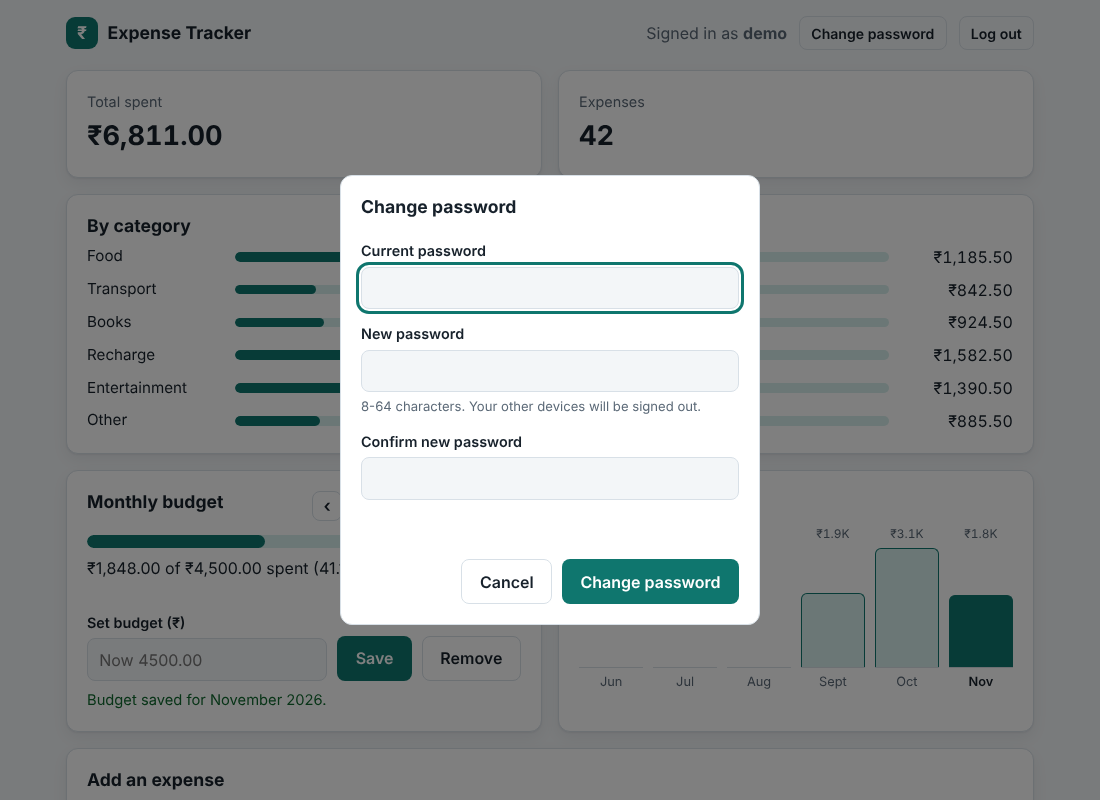 ₹ Expense Tracker
Signed in as demo
Change password
Log out
Total spent
₹6,811.00
Expenses
42
By category
Food ₹1,185.50
Transport ₹842.50
Books ₹924.50
Recharge ₹1,582.50
Entertainment ₹1,390.50
Other ₹885.50
Change password
Current password
New password
8-64 characters. Your other devices will be signed out.
Confirm new password
Cancel
Change password
Monthly budget
‹
₹1,848.00 of ₹4,500.00 spent (41.
Set budget (₹)
Now 4500.00
Save
Remove
Budget saved for November 2026.
₹1.9K ₹3.1K ₹1.8K
Jun Jul Aug Sept Oct Nov
Add an expense